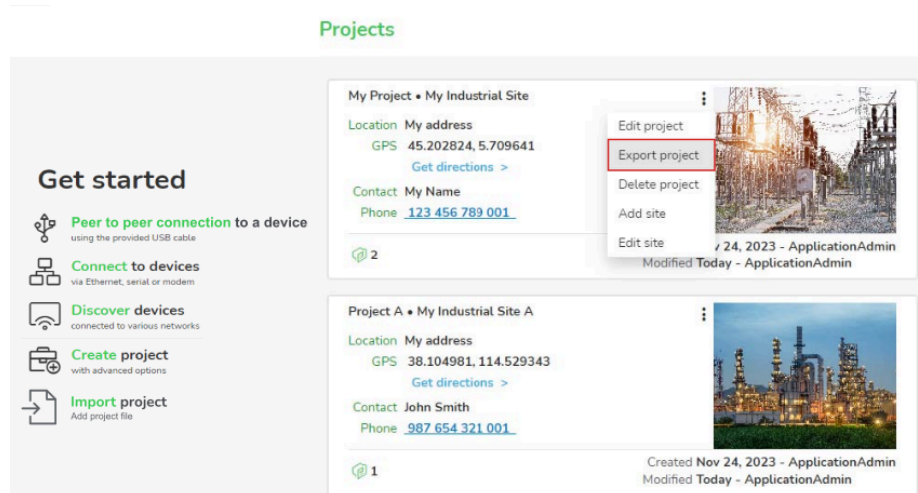 Projects
Get started
Peer to peer connection to a device
using the provided USB cable
Connect to devices
via Ethernet, serial or modem
Discover devices
connected to various networks
Create project
with advanced options
Import project
Add project file
My Project • My Industrial Site
Location My address
GPS 45.202824, 5.709641
Get directions >
Contact My Name
Phone 123 456 789 001
2
Edit project
Export project
Delete project
Add site
Edit site
24, 2023 - ApplicationAdmin
Modified Today - ApplicationAdmin
Project A • My Industrial Site A
Location My address
GPS 38.104981, 114.529343
Get directions >
Contact John Smith
Phone 987 654 321 001
1
Created Nov 24, 2023 - ApplicationAdmin
Modified Today - ApplicationAdmin